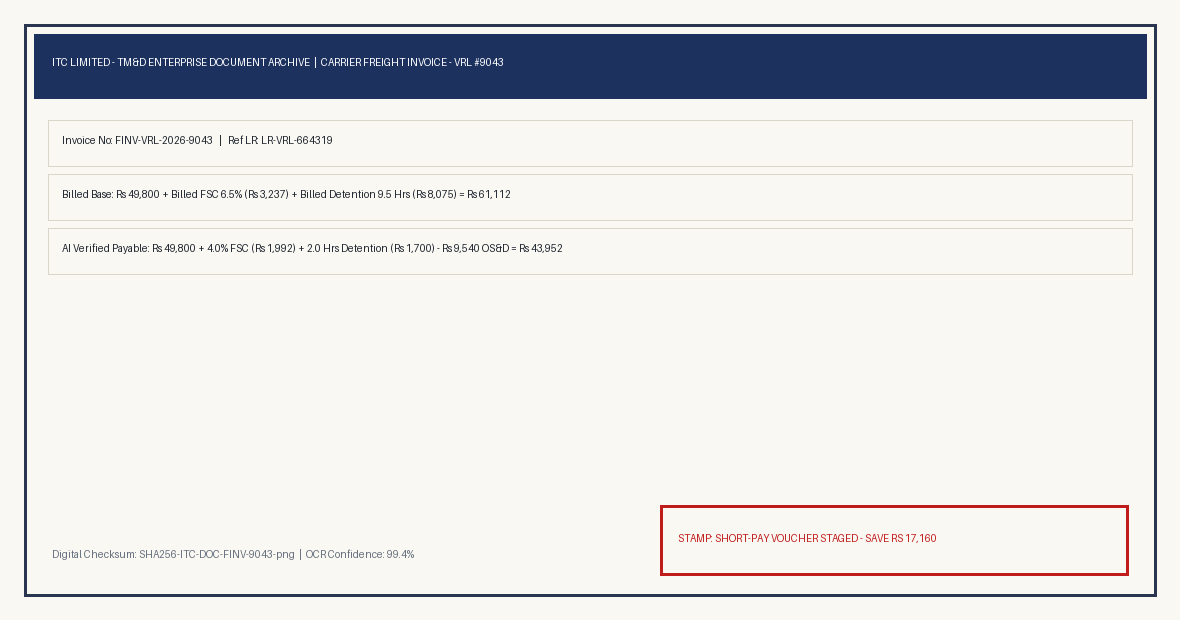 ITC LIMITED - TM&D ENTERPRISE DOCUMENT ARCHIVE | CARRIER FREIGHT INVOICE - VRL #9043
Invoice No: FINV-VRL-2026-9043 | Ref LR: LR-VRL-664319
Billed Base: Rs 49,800 + Billed FSC 6.5% (Rs 3,237) + Billed Detention 9.5 Hrs (Rs 8,075) = Rs 61,112
AI Verified Payable: Rs 49,800 + 4.0% FSC (Rs 1,992) + 2.0 Hrs Detention (Rs 1,700) - Rs 9,540 OS&D = Rs 43,952
STAMP: SHORT-PAY VOUCHER STAGED - SAVE RS 17,160
Digital Checksum: SHA256-ITC-DOC-FINV-9043-png | OCR Confidence: 99.4%